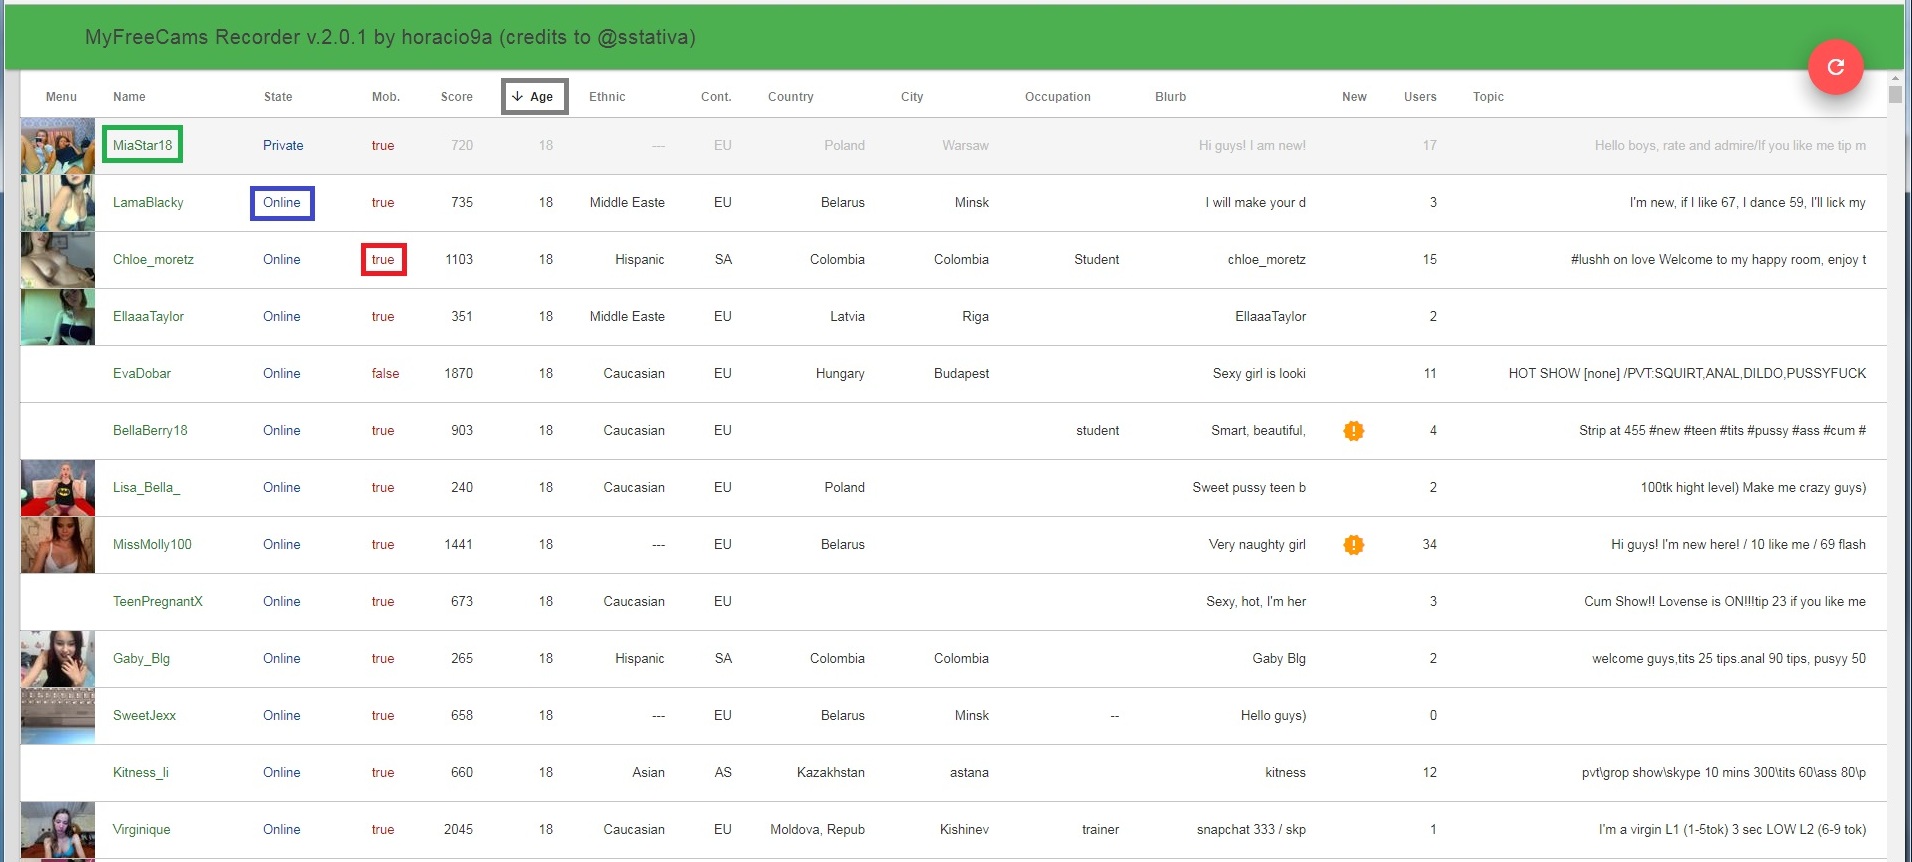 MyFreeCams Recorder v.2.0.1 by horacio9a (credits to @sstativa)
Menu Name State Mob. Score Age Ethnic Cont. Country City Occupation Blurb New Users Topic
MiaStar18 Private true 720 18 --- EU Poland Warsaw Hi guys! I am new! 17 Hello boys, rate and admire/If you like me tip m
LamaBlacky Online true 735 18 Middle Easte EU Belarus Minsk I will make your d 3 I'm new, if I like 67, I dance 59, I'll lick my
Chloe_moretz Online true 1103 18 Hispanic SA Colombia Colombia Student chloe_moretz 15 #lushh on love Welcome to my happy room, enjoy t
EllaaaTaylor Online true 351 18 Middle Easte EU Latvia Riga EllaaaTaylor 2
EvaDobar Online false 1870 18 Caucasian EU Hungary Budapest Sexy girl is looki 11 HOT SHOW [none] /PVT:SQUIRT,ANAL,DILDO,PUSSYFUCK
BellaBerry18 Online true 903 18 Caucasian EU student Smart, beautiful, 4 Strip at 455 #new #teen #tits #pussy #ass #cum #
Lisa_Bella_ Online true 240 18 Caucasian EU Poland Sweet pussy teen b 2 100tk hight level) Make me crazy guys)
MissMolly100 Online true 1441 18 --- EU Belarus Very naughty girl 34 Hi guys! I'm new here! / 10 like me / 69 flash
TeenPregnantX Online true 673 18 Caucasian EU Sexy, hot, I'm her 3 Cum Show!! Lovense is ON!!!tip 23 if you like me
Gaby_Blg Online true 265 18 Hispanic SA Colombia Colombia Gaby Blg 2 welcome guys,tits 25 tips.anal 90 tips, pusyy 50
SweetJexx Online true 658 18 --- EU Belarus Minsk -- Hello guys) 0
Kitness_li Online true 660 18 Asian AS Kazakhstan astana kitness 12 pvt\grop show\skype 10 mins 300\tits 60\ass 80\p
Virginique Online true 2045 18 Caucasian EU Moldova, Repub Kishinev trainer snapchat 333 / skp 1 I'm a virgin L1 (1-5tok) 3 sec LOW L2 (6-9 tok)